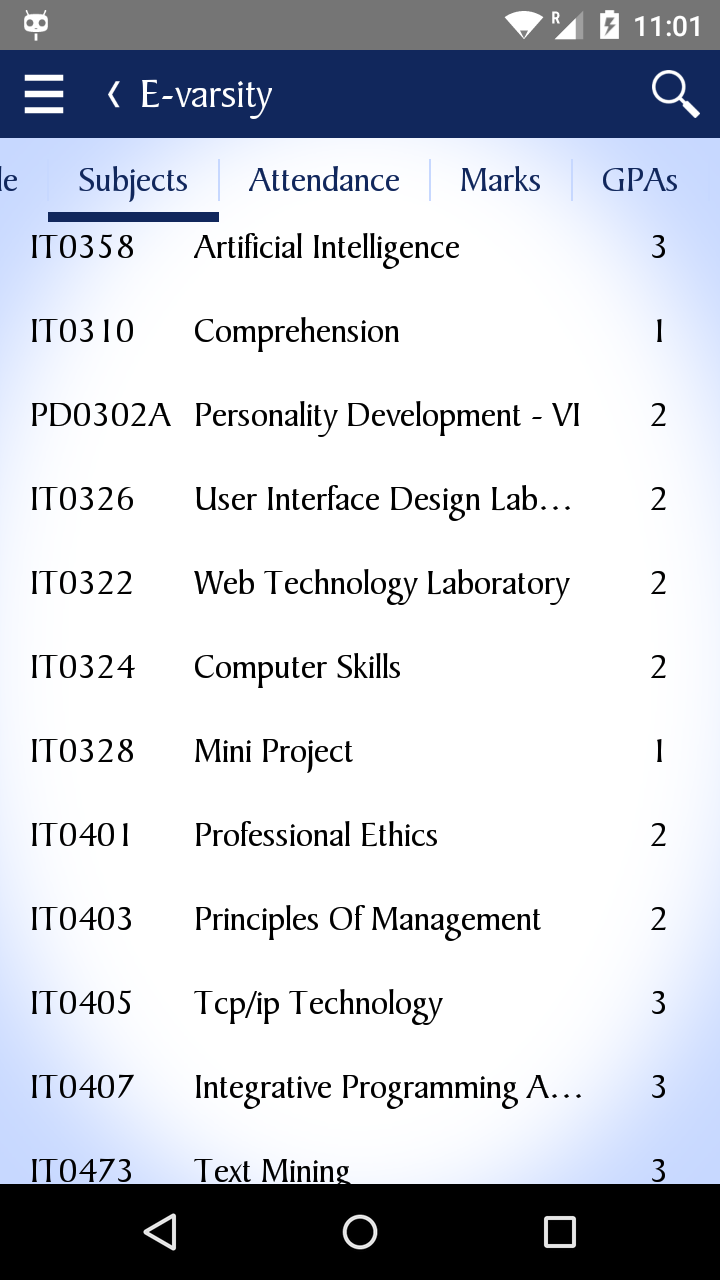 R 11:01
E-varsity
le Subjects Attendance Marks GPAs
IT0358 Artificial Intelligence 3
IT0310 Comprehension 1
PD0302A Personality Development - VI 2
IT0326 User Interface Design Lab... 2
IT0322 Web Technology Laboratory 2
IT0324 Computer Skills 2
IT0328 Mini Project 1
IT0401 Professional Ethics 2
IT0403 Principles Of Management 2
IT0405 Tcp/ip Technology 3
IT0407 Integrative Programming A... 3
IT0473 Text Mining 3